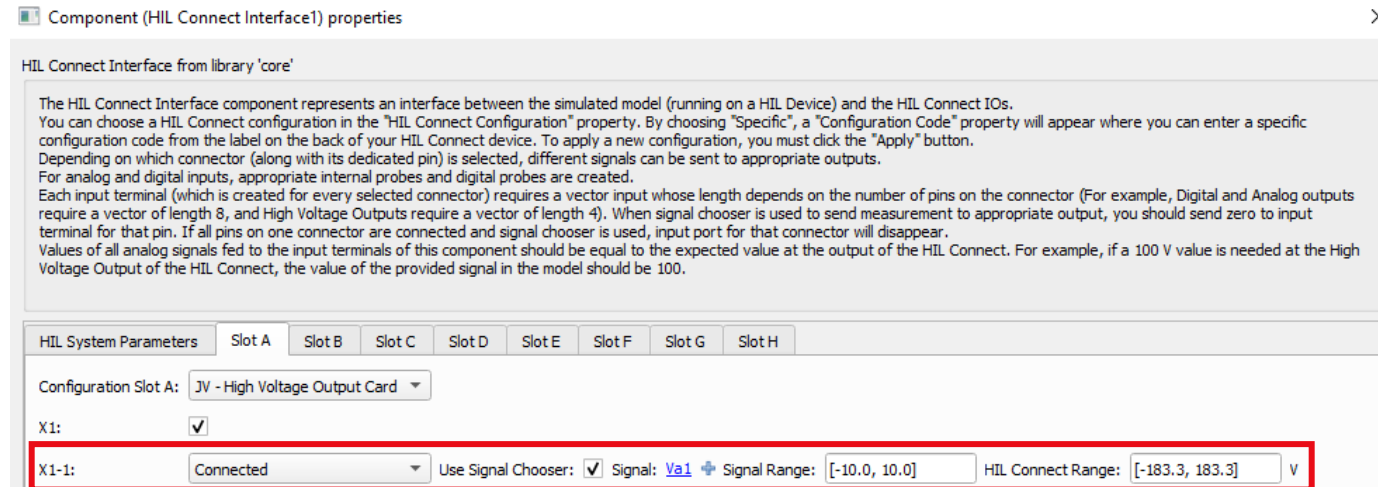 Component (HIL Connect Interface1) properties
HIL Connect Interface from library 'core'
The HIL Connect Interface component represents an interface between the simulated model (running on a HIL Device) and the HIL Connect IOs.
You can choose a HIL Connect configuration in the "HIL Connect Configuration" property. By choosing "Specific", a "Configuration Code" property will appear where you can enter a specific
configuration code from the label on the back of your HIL Connect device. To apply a new configuration, you must click the "Apply" button.
Depending on which connector (along with its dedicated pin) is selected, different signals can be sent to appropriate outputs.
For analog and digital inputs, appropriate internal probes and digital probes are created.
Each input terminal (which is created for every selected connector) requires a vector input whose length depends on the number of pins on the connector (For example, Digital and Analog outputs
require a vector of length 8, and High Voltage Outputs require a vector of length 4). When signal chooser is used to send measurement to appropriate output, you should send zero to input
terminal for that pin. If all pins on one connector are connected and signal chooser is used, input port for that connector will disappear.
Values of all analog signals fed to the input terminals of this component should be equal to the expected value at the output of the HIL Connect. For example, if a 100 V value is needed at the High
Voltage Output of the HIL Connect, the value of the provided signal in the model should be 100.
HIL System Parameters Slot A Slot B Slot C Slot D Slot E Slot F Slot G Slot H
Configuration Slot A: JV - High Voltage Output Card
X1:
X1-1: Connected Use Signal Chooser: Signal: Va1 Signal Range: [-10.0, 10.0] HIL Connect Range: [-183.3, 183.3] V